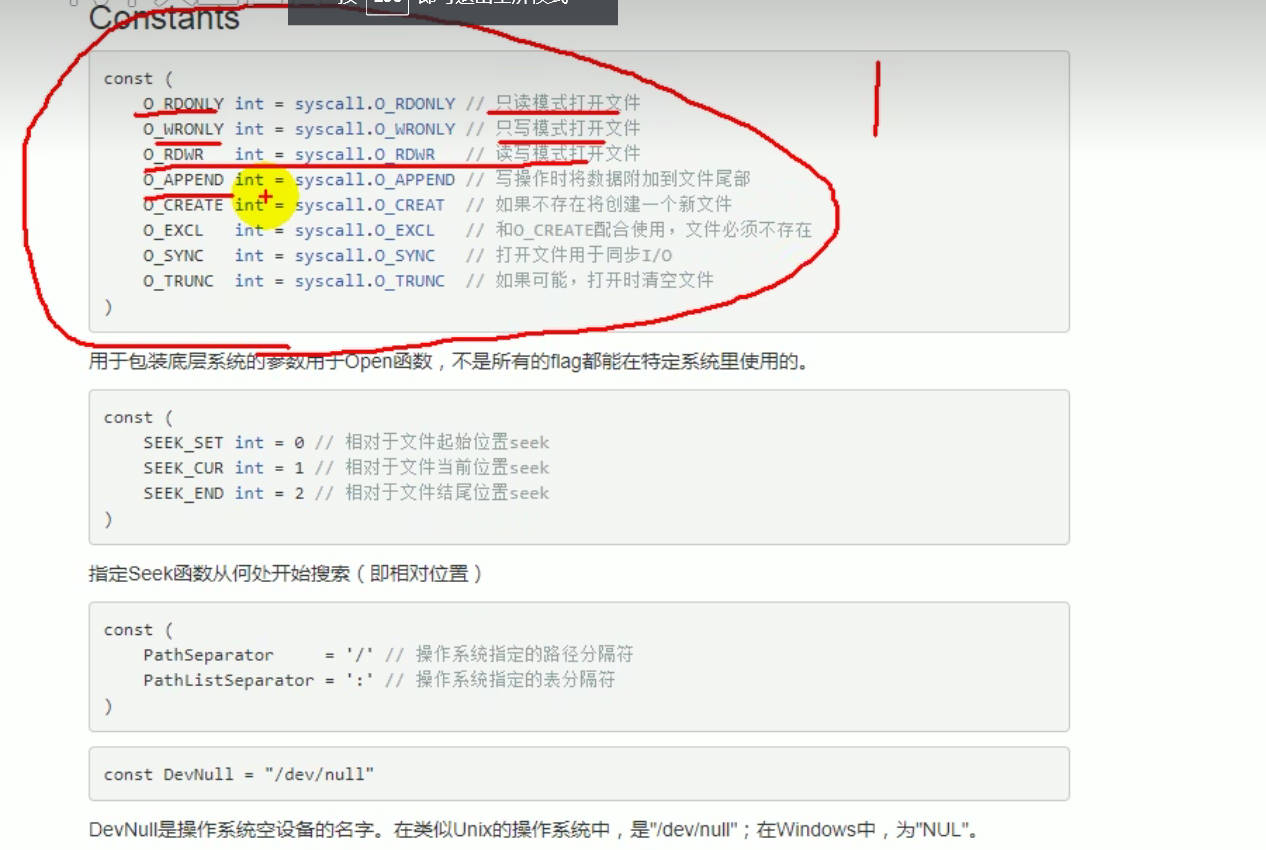 Constants
const (
O_RDONLY int = syscall.O_RDONLY // 只读模式打开文件
O_WRONLY int = syscall.O_WRONLY // 只写模式打开文件
O_RDWR int = syscall.O_RDWR // 读写模式打开文件
O_APPEND int = syscall.O_APPEND // 写操作时将数据附加到文件尾部
O_CREATE int = syscall.O_CREAT // 如果不存在将创建一个新文件
O_EXCL int = syscall.O_EXCL // 和O_CREATE配合使用，文件必须不存在
O_SYNC int = syscall.O_SYNC // 打开文件用于同步I/O
O_TRUNC int = syscall.O_TRUNC // 如果可能，打开时清空文件
)
用于包装底层系统的参数用于Open函数，不是所有的flag都能在特定系统里使用的。
const (
SEEK_SET int = 0 // 相对于文件起始位置seek
SEEK_CUR int = 1 // 相对于文件当前位置seek
SEEK_END int = 2 // 相对于文件结尾位置seek
)
指定Seek函数从何处开始搜索（即相对位置）
const (
PathSeparator = '/' // 操作系统指定的路径分隔符
PathListSeparator = ':' // 操作系统指定的表分隔符
)
const DevNull = "/dev/null"
DevNull是操作系统空设备的名字。在类似Unix的操作系统中，是"/dev/null"；在Windows中，为"NUL"。